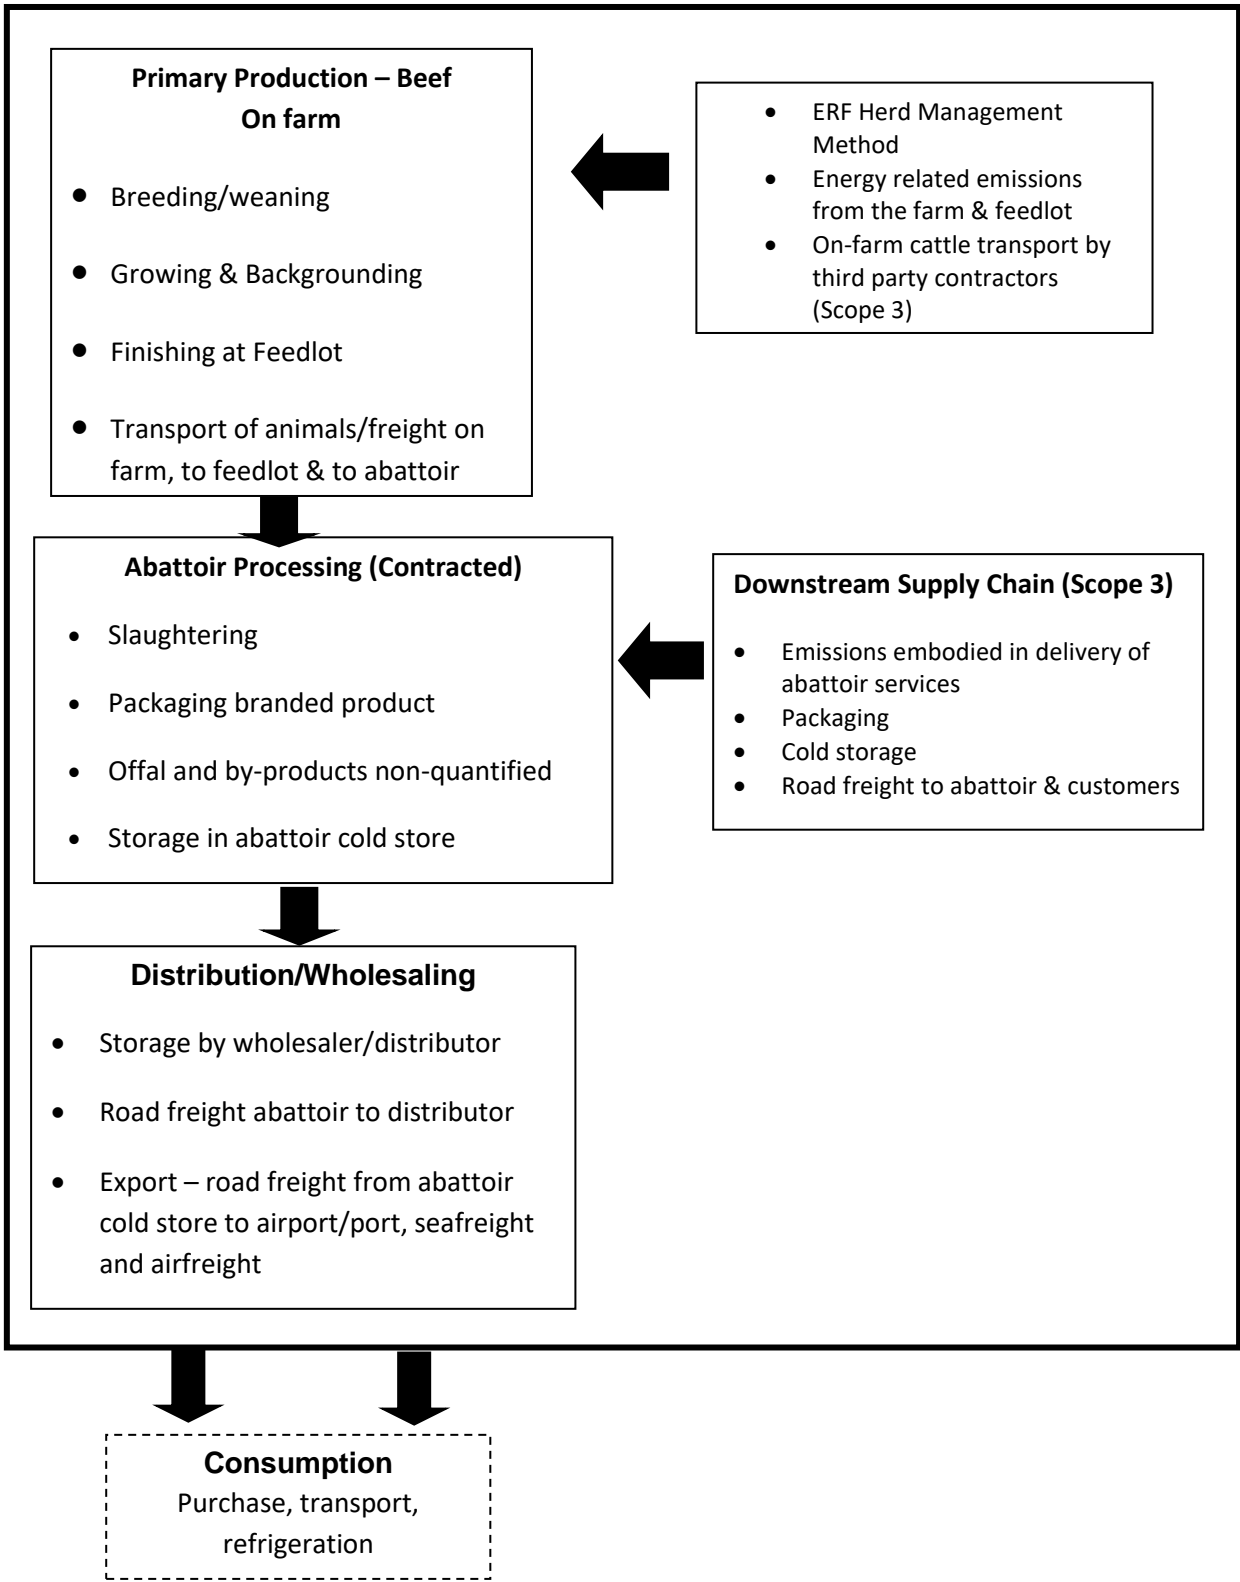 Primary Production – Beef
On farm
• Breeding/weaning
• Growing & Backgrounding
• Finishing at Feedlot
• Transport of animals/freight on
farm, to feedlot & to abattoir
• ERF Herd Management
Method
• Energy related emissions
from the farm & feedlot
• On-farm cattle transport by
third party contractors
(Scope 3)
Abattoir Processing (Contracted)
• Slaughtering
• Packaging branded product
• Offal and by-products non-quantified
• Storage in abattoir cold store
Downstream Supply Chain (Scope 3)
• Emissions embodied in delivery of
abattoir services
• Packaging
• Cold storage
• Road freight to abattoir & customers
Distribution/Wholesaling
• Storage by wholesaler/distributor
• Road freight abattoir to distributor
• Export – road freight from abattoir
cold store to airport/port, seafreight
and airfreight
Consumption
Purchase, transport,
refrigeration